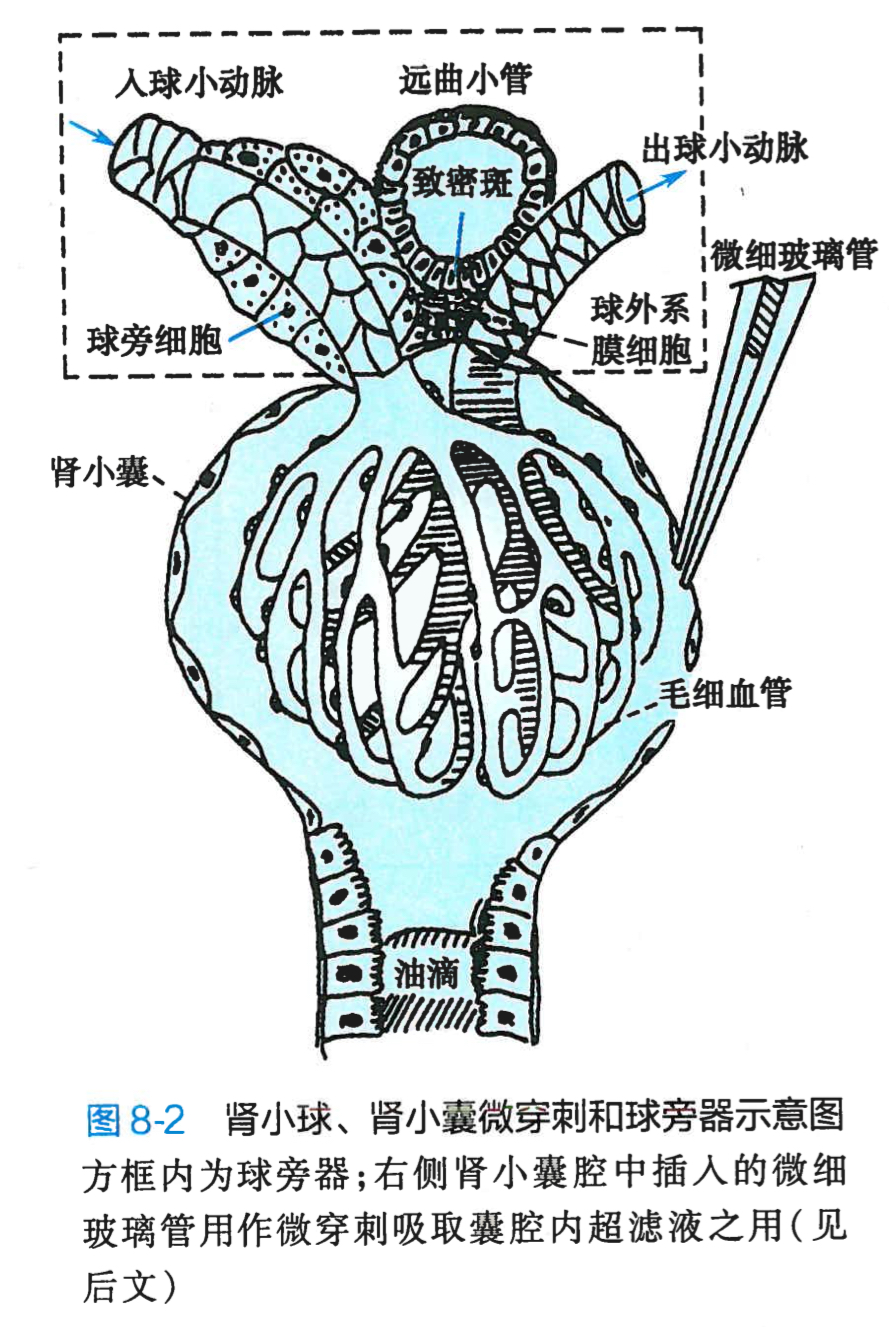 入球小动脉
远曲小管
出球小动脉
致密斑
微细玻璃管
球外系
膜细胞
球旁细胞
肾小囊
毛细血管
油滴
图 8-2 肾小球、肾小囊微穿刺和球旁器示意图
方框内为球旁器;右侧肾小囊腔中插入的微细
玻璃管用作微穿刺吸取囊腔内超滤液之用(见
后文)